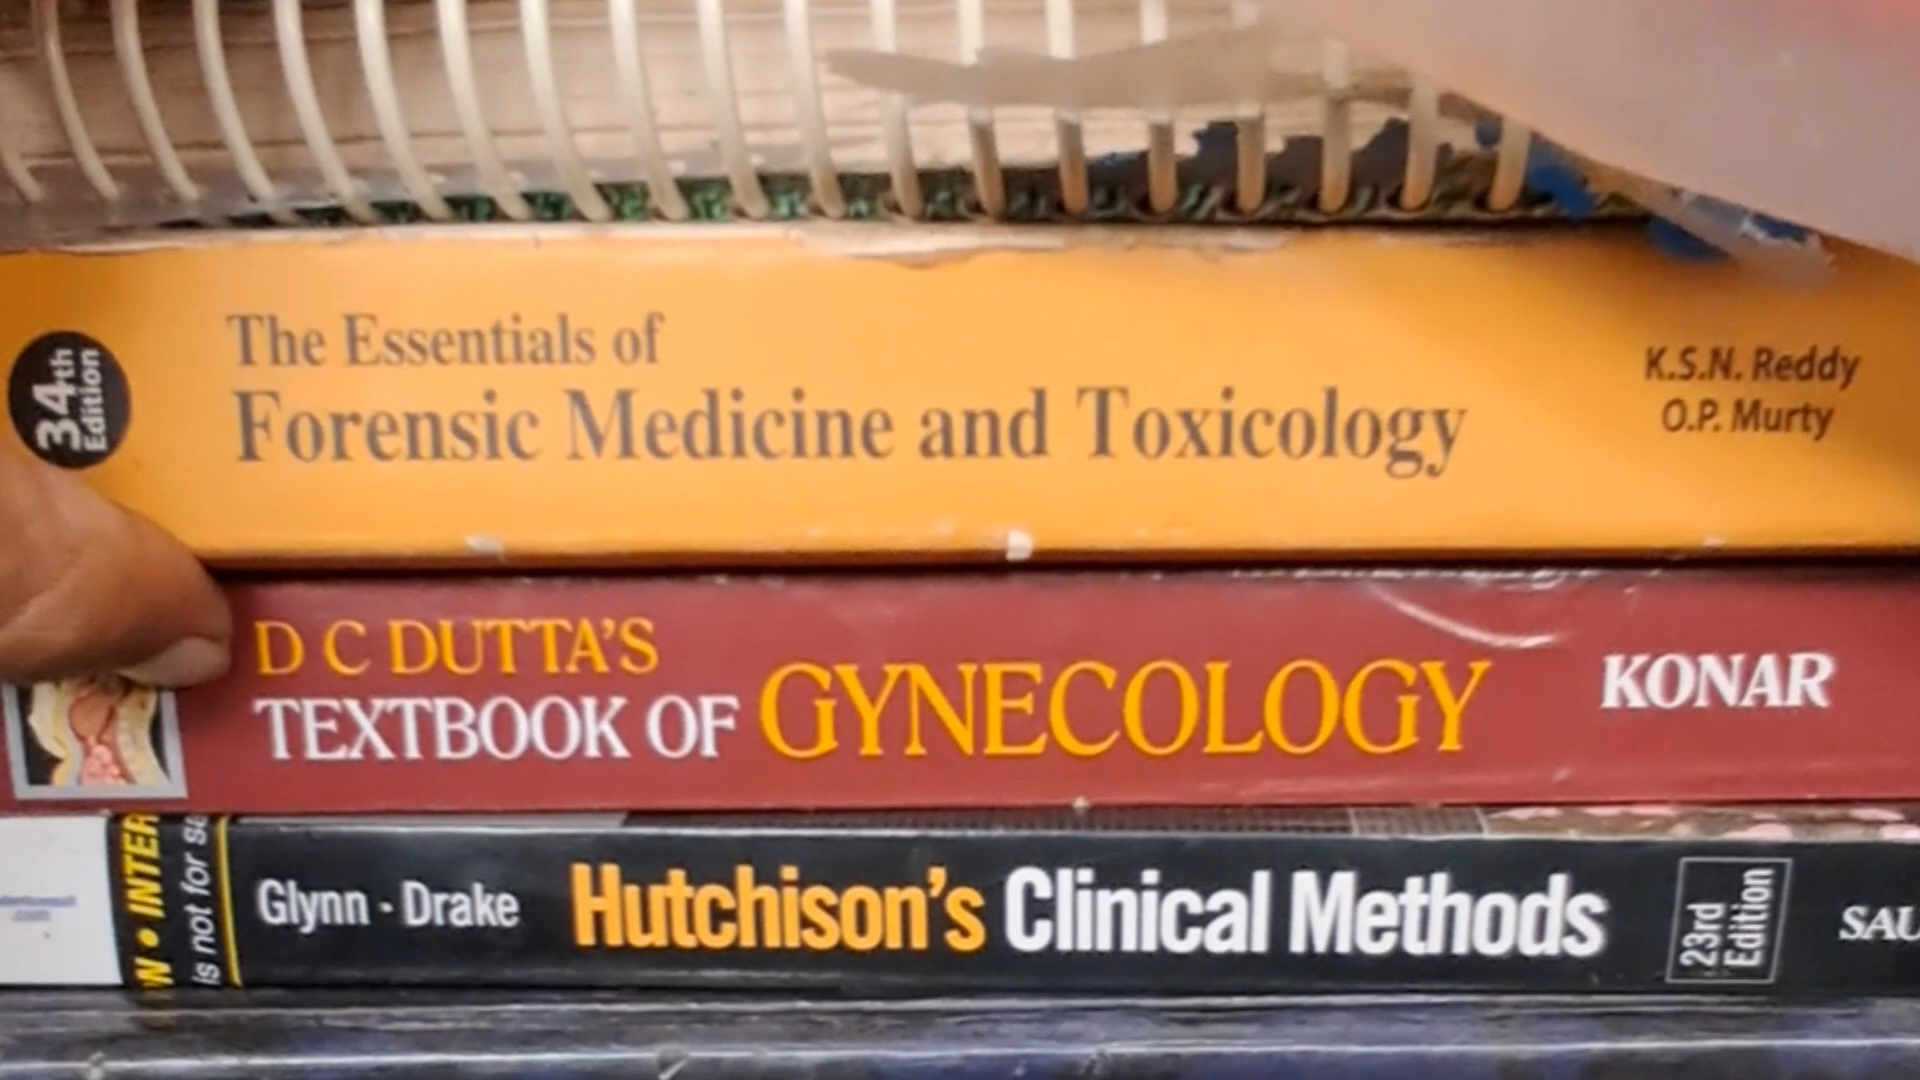 34th
Edition
The Essentials of
Forensic Medicine and Toxicology
K.S.N. Reddy
O.P. Murty
D C DUTTA'S
TEXTBOOK OF GYNECOLOGY
KONAR
is not for
Glynn - Drake
Hutchison's Clinical Methods
23rd
Edition